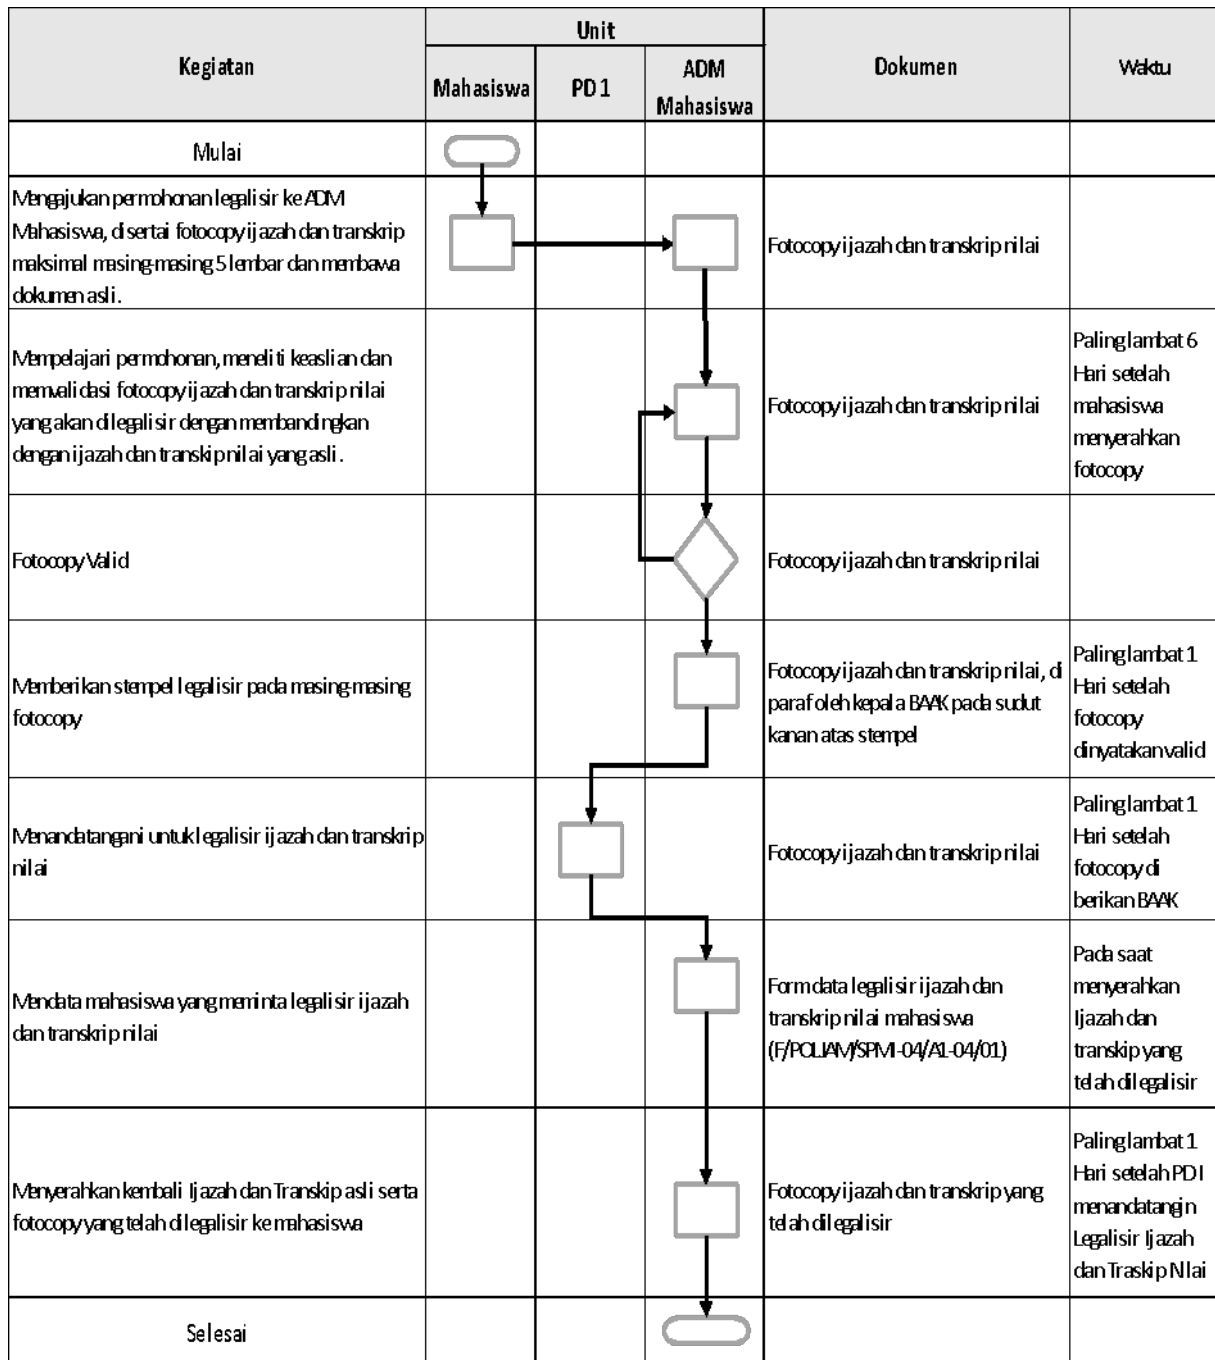 Kegiatan
Unit
Dokumen
Waktu
Mahasiswa
PD 1
ADM
Mahasiswa
Mulai
Mengajukan permohonan legalisir ke ADM
Mahasiswa, disertai fotocopy ijazah dan transkrip
maksimal masing-masing 5 lembar dan membawa
dokumen asli.
Fotocopy ijazah dan transkrip nilai
Mempelajari permohonan, meneliti keaslian dan
memvalidasi fotocopy ijazah dan transkrip nilai
yang akan dilegalisir dengan membandingkan
dengan ijazah dan transkip nilai yang asli.
Fotocopy ijazah dan transkrip nilai
Paling lambat 6
Hari setelah
mahasiswa
menyerahkan
fotocopy
Fotocopy Valid
Fotocopy ijazah dan transkrip nilai
Memberikan stempel legalisir pada masing-masing
fotocopy
Fotocopy ijazah dan transkrip nilai, di
paraf oleh kepala BAAK pada sudut
kanan atas stempel
Paling lambat 1
Hari setelah
fotocopy
dinyatakan valid
Menandatangani untuk legalisir ijazah dan transkrip
nilai
Fotocopy ijazah dan transkrip nilai
Paling lambat 1
Hari setelah
fotocopy di
berikan BAAK
Mendata mahasiswa yang meminta legalisir ijazah
dan transkrip nilai
Form data legalisir ijazah dan
transkrip nilai mahasiswa
(F/POLIAM/SPMI-04/A1-04/01)
Pada saat
menyerahkan
Ijazah dan
transkip yang
telah dilegalisir
Menyerahkan kembali Ijazah dan Transkip asli serta
fotocopy yang telah dilegalisir ke mahasiswa
Fotocopy ijazah dan transkrip yang
telah dilegalisir
Paling lambat 1
Hari setelah PD I
menandatangin
Legalisir Ijazah
dan Traskip Nilai
Selesai